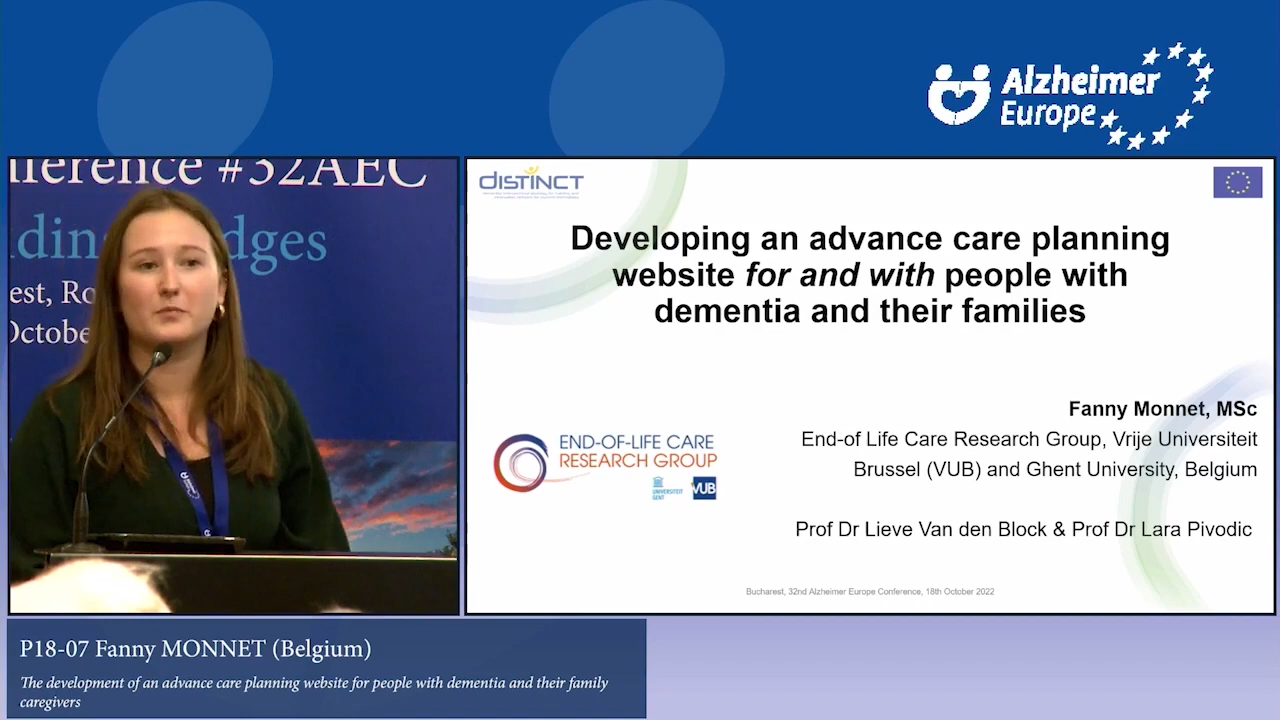 Alzheimer
Europe
ference #32AEC
ding dges
est, Ro
Octobe
DISTINCT
Developing an advance care planning
website for and with people with
dementia and their families
Fanny Monnet, MSc
End-of Life Care Research Group, Vrije Universiteit
Brussel (VUB) and Ghent University, Belgium
END-OF-LIFE CARE
RESEARCH GROUP
UNIVERSITEIT
GENT
VUB
Prof Dr Lieve Van den Block & Prof Dr Lara Pivodic
Bucharest, 32nd Alzheimer Europe Conference, 18th October 2022
P18-07 Fanny MONNET (Belgium)
The development of an advance care planning website for people with dementia and their family
caregivers